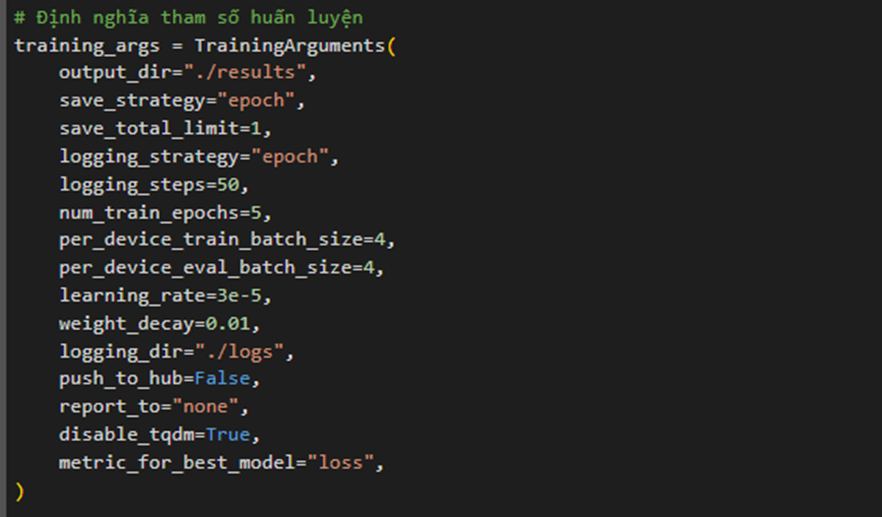 # Định nghĩa tham số huấn luyện
training_args = TrainingArguments(
    output_dir="./results",
    save_strategy="epoch",
    save_total_limit=1,
    logging_strategy="epoch",
    logging_steps=50,
    num_train_epochs=5,
    per_device_train_batch_size=4,
    per_device_eval_batch_size=4,
    learning_rate=3e-5,
    weight_decay=0.01,
    logging_dir="./logs",
    push_to_hub=False,
    report_to="none",
    disable_tqdm=True,
    metric_for_best_model="loss",
)